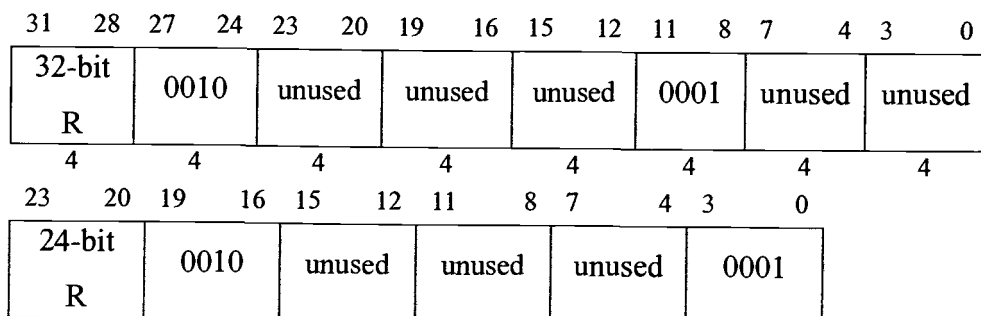 31 28 27 24 23 20 19 16 15 12 11 8 7 4 3 0
32-bit R 0010 unused unused unused 0001 unused unused
4 4 4 4 4 4 4 4
23 20 19 16 15 12 11 8 7 4 3 0
24-bit R 0010 unused unused unused 0001